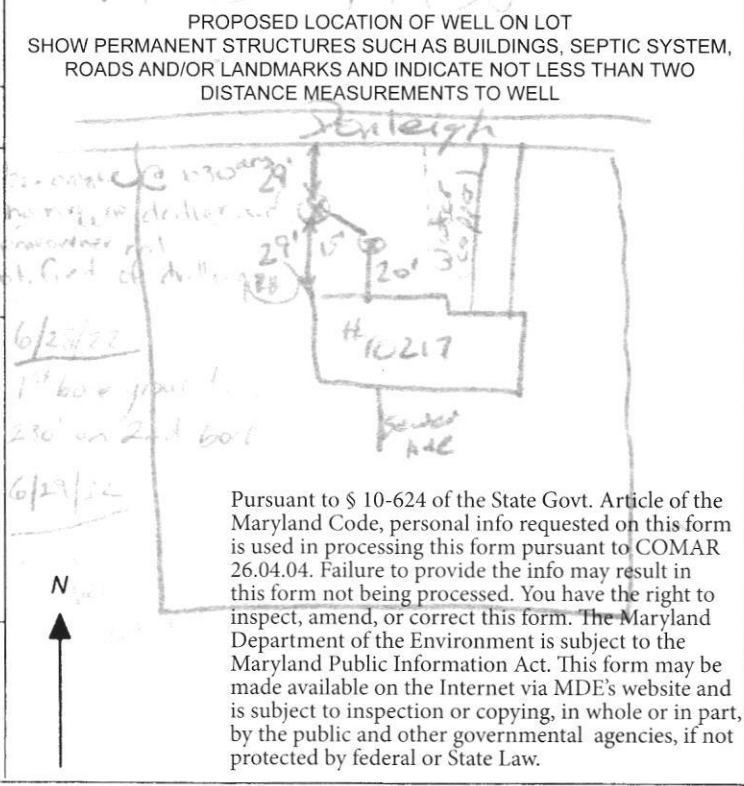 PROPOSED LOCATION OF WELL ON LOT
SHOW PERMANENT STRUCTURES SUCH AS BUILDINGS, SEPTIC SYSTEM,
ROADS AND/OR LANDMARKS AND INDICATE NOT LESS THAN TWO
DISTANCE MEASUREMENTS TO WELL
@ 1130am
29'
29'
15'
20'
28
water
#10217
sewer
6/28/22
1st bore
230' on 2nd bore
6/29/22
Pursuant to § 10-624 of the State Govt. Article of the
Maryland Code, personal info requested on this form
is used in processing this form pursuant to COMAR
26.04.04. Failure to provide the info may result in
this form not being processed. You have the right to
inspect, amend, or correct this form. The Maryland
Department of the Environment is subject to the
Maryland Public Information Act. This form may be
made available on the Internet via MDE's website and
is subject to inspection or copying, in whole or in part,
by the public and other governmental agencies, if not
protected by federal or State Law.
N